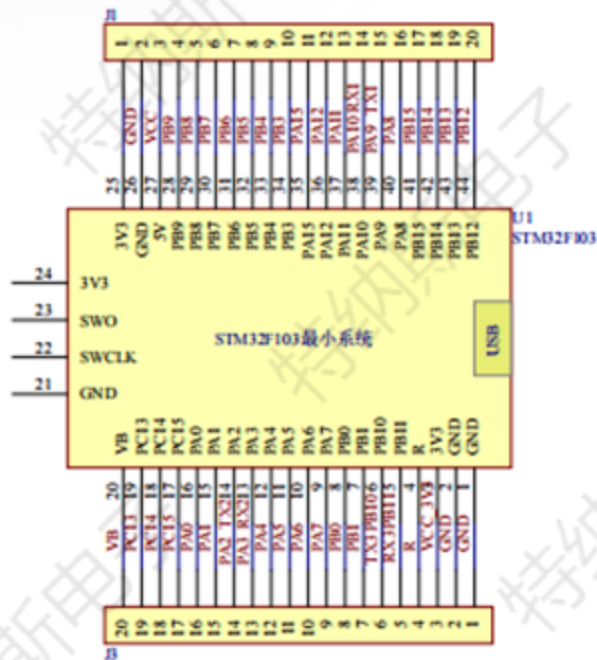 J1
1 2 3 4 5 6 7 8 9 10 11 12 13 14 15 16 17 18 19 20
GND VCC PB9 PB8 PB7 PB6 PB5 PB4 PB3 PA15 PA12 PA11 PA10 RX1 PA9 TX1 PA8 PB15 PB14 PB13 PB12
25 26 27 28 29 30 31 32 33 34 35 36 37 38 39 40 41 42 43 44
3V3 GND 5V PB9 PB8 PB7 PB6 PB5 PB4 PB3 PA15 PA12 PA11 PA10 PA9 PA8 PB15 PB14 PB13 PB12
U1
STM32F103
24 3V3
23 SWO
22 SWCLK
21 GND
STM32F103最小系统
USB
VB PC13 PC14 PC15 PA0 PA1 PA2 PA3 PA4 PA5 PA6 PA7 PB0 PB1 PB10 PB11 R 3V3 GND GND
20 19 18 17 16 15 14 13 12 11 10 9 8 7 6 5 4 3 2 1
VB PC13 PC14 PC15 PA0 PA1 PA2 TX2 PA3 RX2 PA4 PA5 PA6 PA7 PB0 PB1 TX3 PB10 RX3 PB11 R VCC_3V3 GND GND
20 19 18 17 16 15 14 13 12 11 10 9 8 7 6 5 4 3 2 1
J3
特纳斯电子